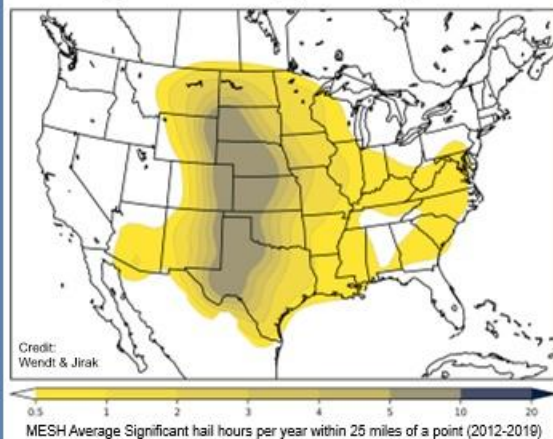 Credit:
Wendt & Jirak
0.5 1 2 3 4 5 10 20
MESH Average Significant hail hours per year within 25 miles of a point (2012-2019)